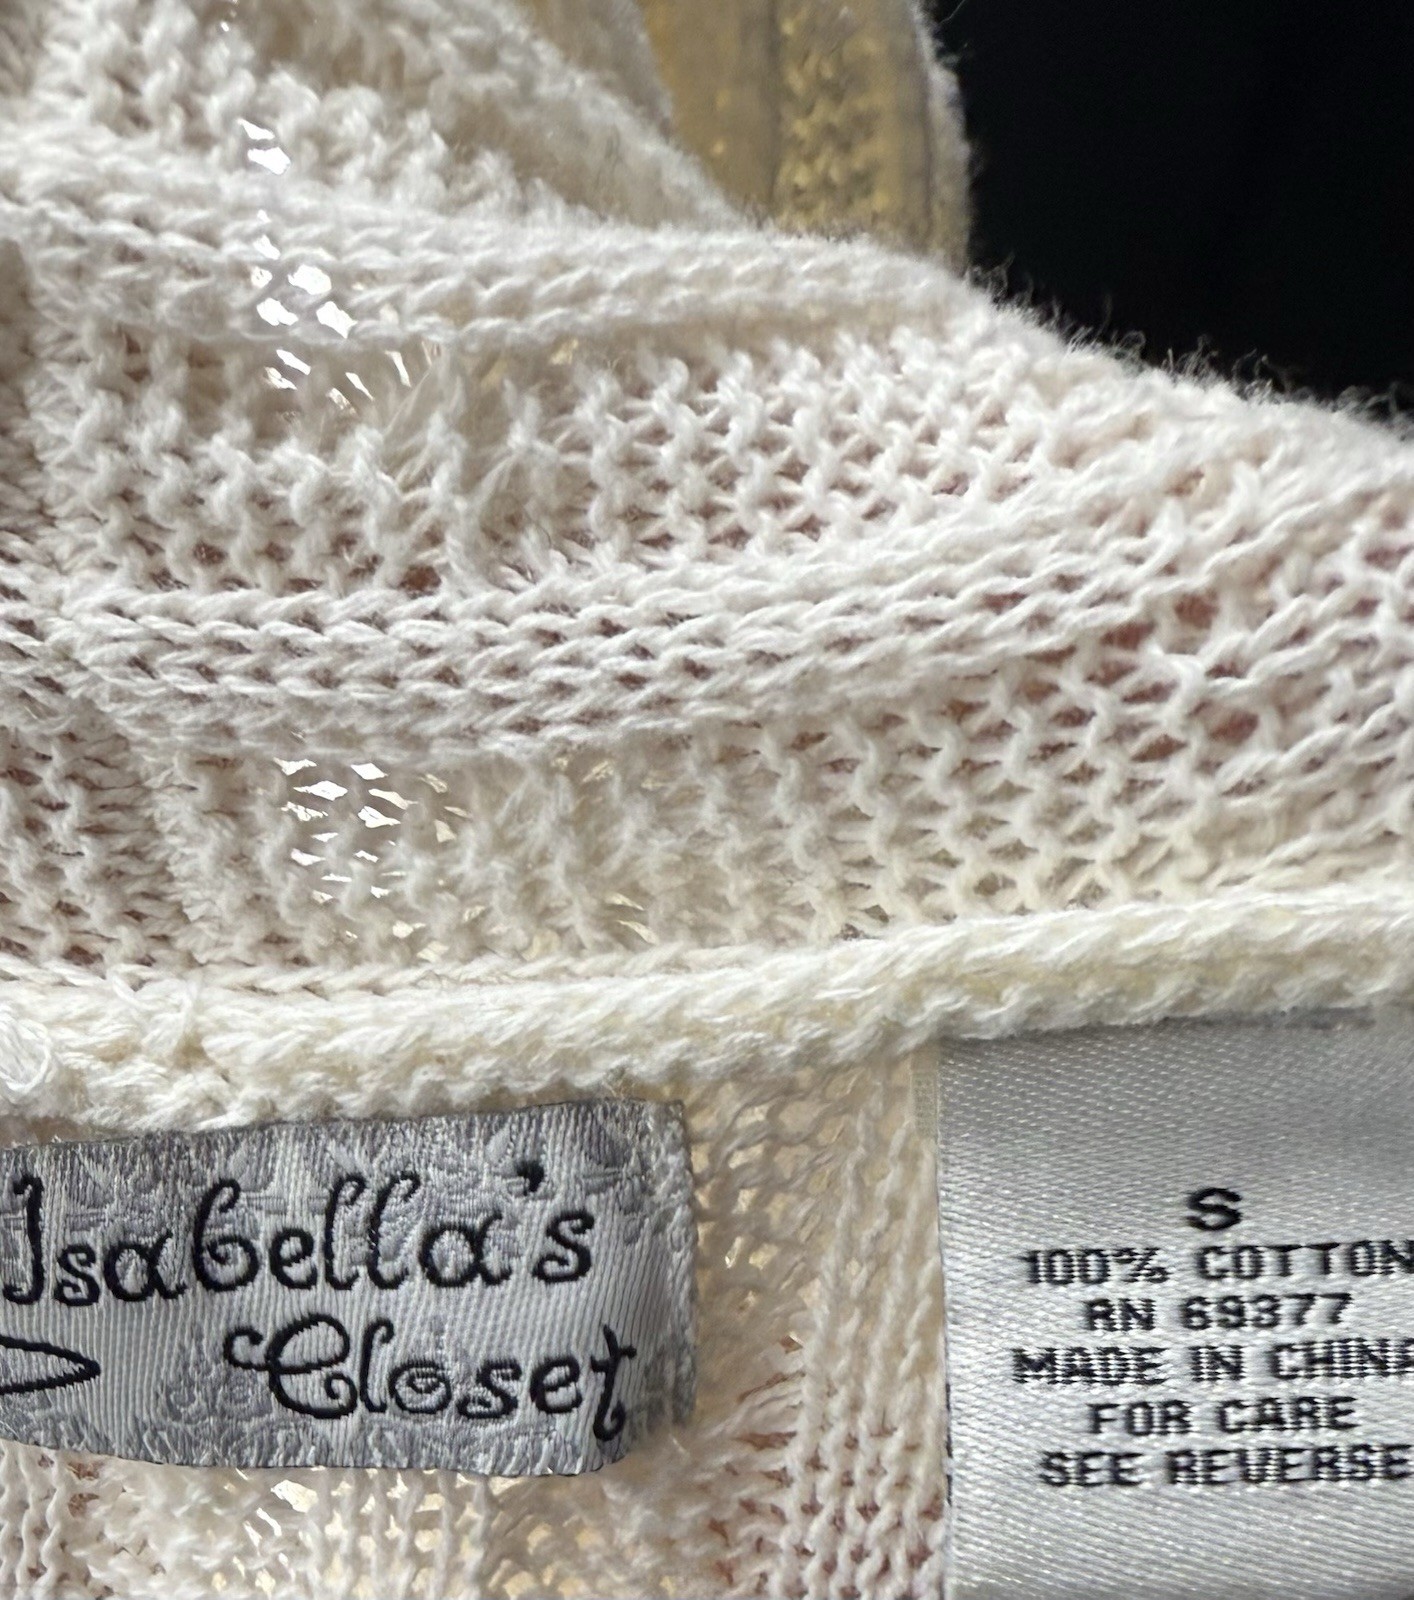 Isabella's
Closet
S
100% COTTON
RN 69377
MADE IN CHINA
FOR CARE
SEE REVERSE